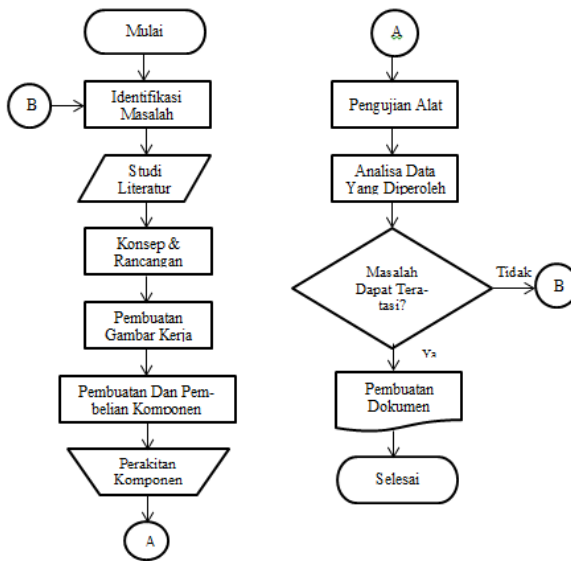 Mulai
B
Identifikasi
Masalah
Studi
Literatur
Konsep &
Rancangan
Pembuatan
Gambar Kerja
Pembuatan Dan Pem-
belian Komponen
Perakitan
Komponen
A
A
Pengujian Alat
Analisa Data
Yang Diperoleh
Masalah
Dapat Tera-
tasi?
Tidak
B
Ya
Pembuatan
Dokumen
Selesai